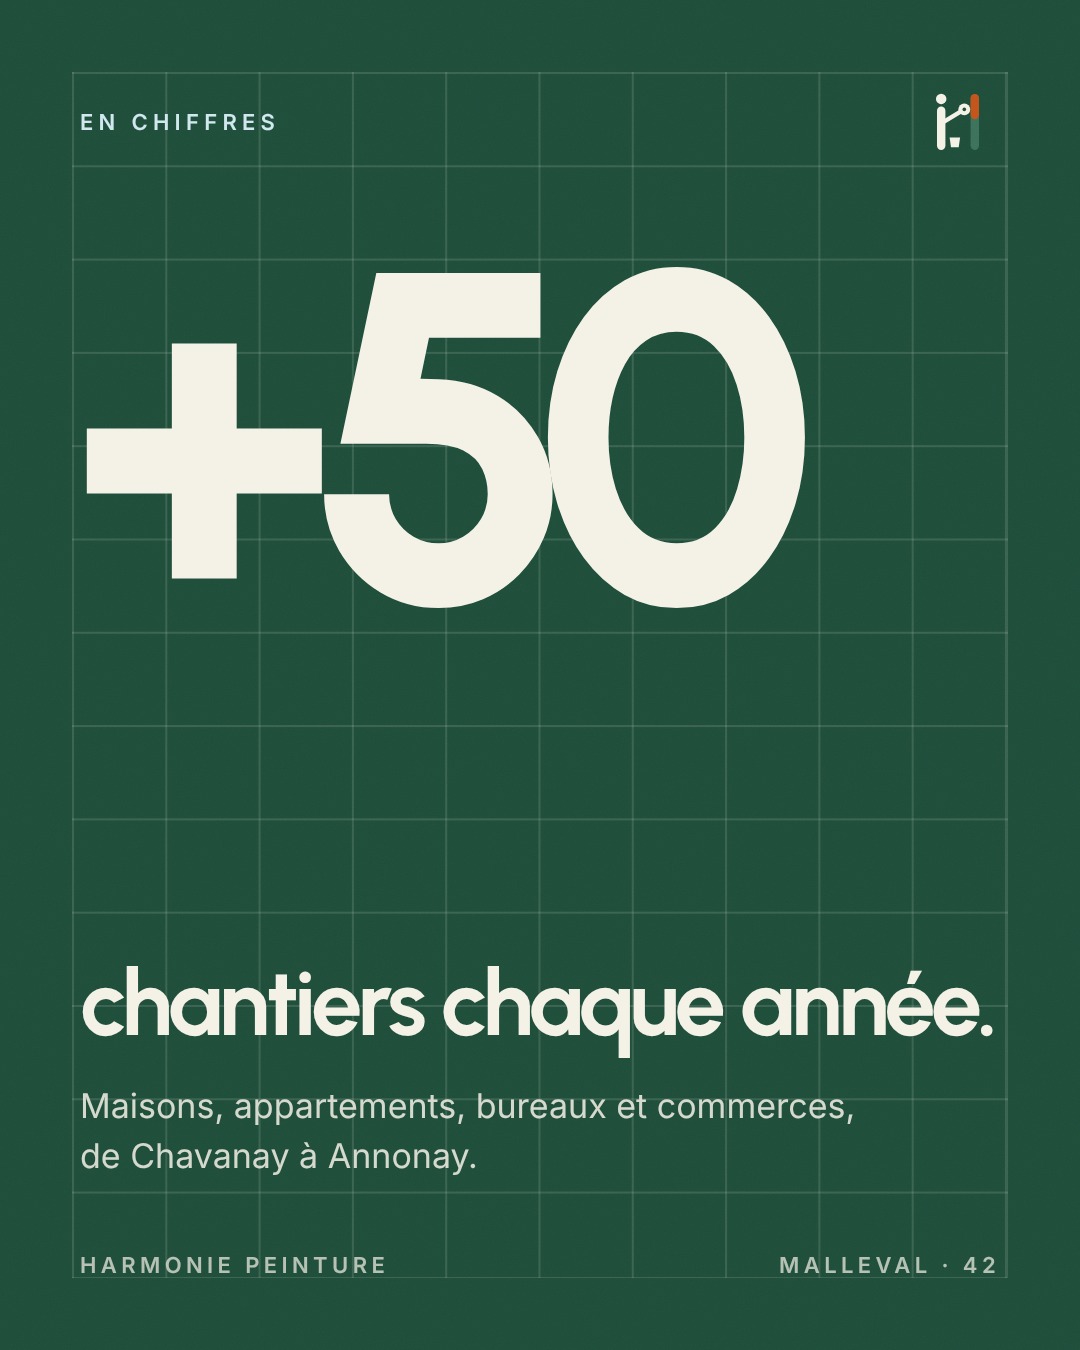 EN CHIFFRES
+50
chantiers chaque année.
Maisons, appartements, bureaux et commerces,
de Chavanay à Annonay.
HARMONIE PEINTURE
MALLEVAL · 42